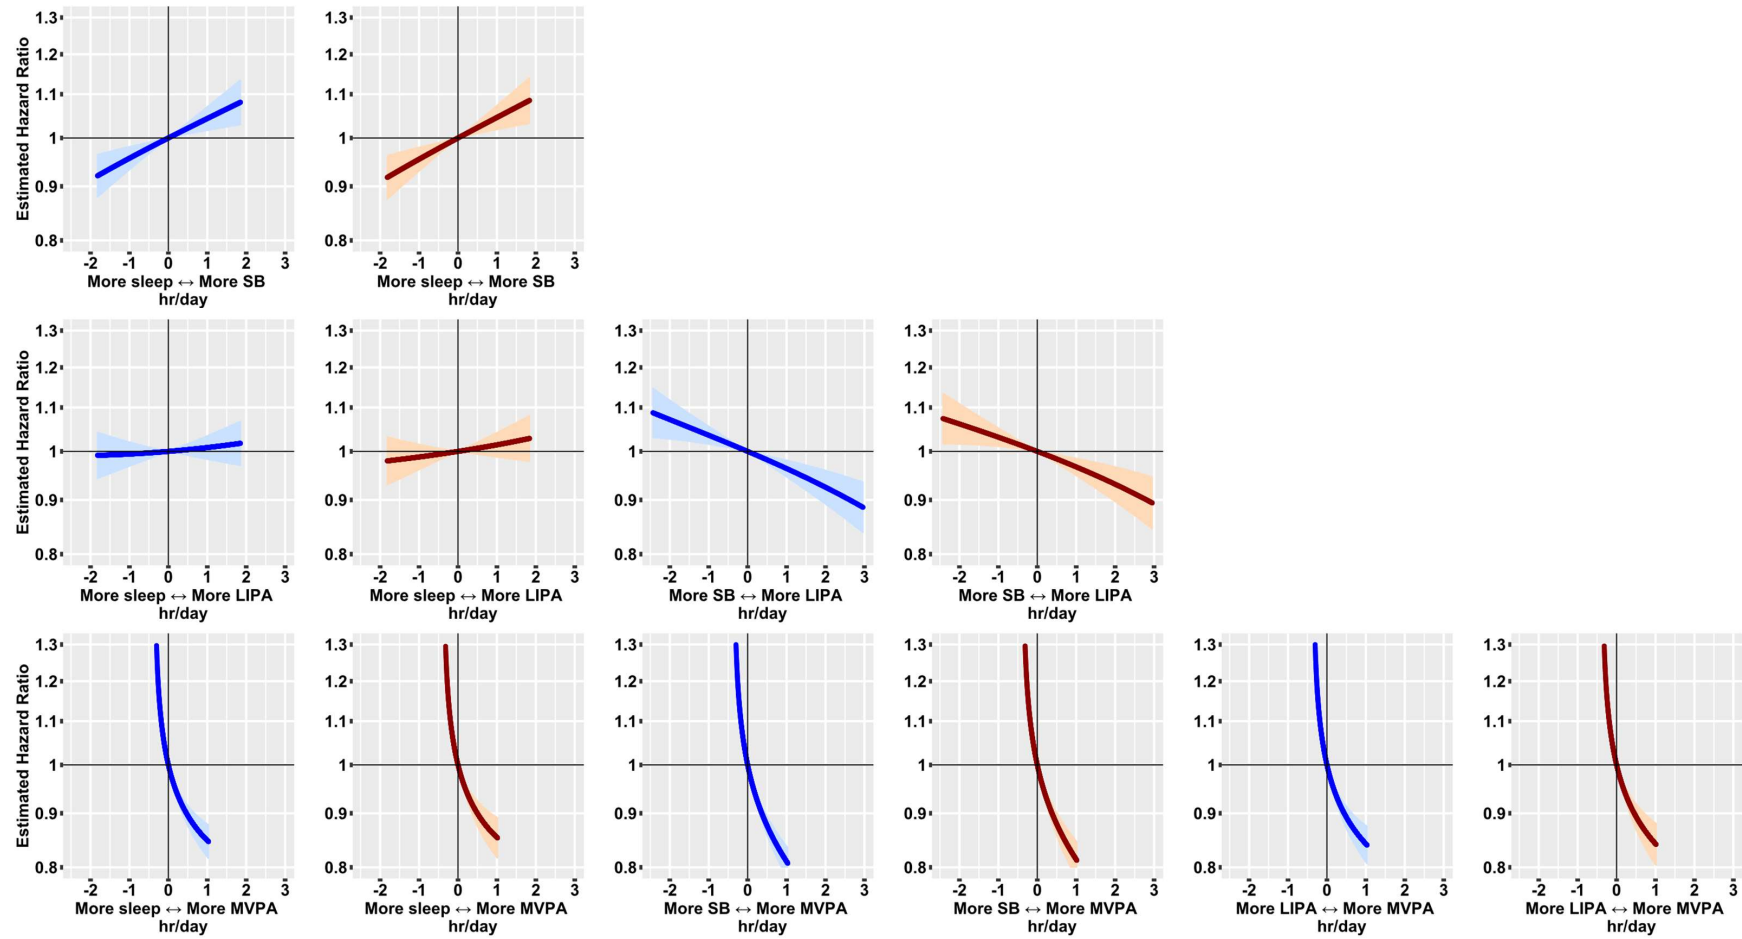 Estimated Hazard Ratio
1.3
1.2
1.1
1
0.9
0.8
-2 -1 0 1 2 3
More sleep ↔ More SB
hr/day
1.3
1.2
1.1
1
0.9
0.8
-2 -1 0 1 2 3
More sleep ↔ More SB
hr/day
Estimated Hazard Ratio
1.3
1.2
1.1
1
0.9
0.8
-2 -1 0 1 2 3
More sleep ↔ More LIPA
hr/day
1.3
1.2
1.1
1
0.9
0.8
-2 -1 0 1 2 3
More sleep ↔ More LIPA
hr/day
1.3
1.2
1.1
1
0.9
0.8
-2 -1 0 1 2 3
More SB ↔ More LIPA
hr/day
1.3
1.2
1.1
1
0.9
0.8
-2 -1 0 1 2 3
More SB ↔ More LIPA
hr/day
Estimated Hazard Ratio
1.3
1.2
1.1
1
0.9
0.8
-2 -1 0 1 2 3
More sleep ↔ More MVPA
hr/day
1.3
1.2
1.1
1
0.9
0.8
-2 -1 0 1 2 3
More sleep ↔ More MVPA
hr/day
1.3
1.2
1.1
1
0.9
0.8
-2 -1 0 1 2 3
More SB ↔ More MVPA
hr/day
1.3
1.2
1.1
1
0.9
0.8
-2 -1 0 1 2 3
More SB ↔ More MVPA
hr/day
1.3
1.2
1.1
1
0.9
0.8
-2 -1 0 1 2 3
More LIPA ↔ More MVPA
hr/day
1.3
1.2
1.1
1
0.9
0.8
-2 -1 0 1 2 3
More LIPA ↔ More MVPA
hr/day